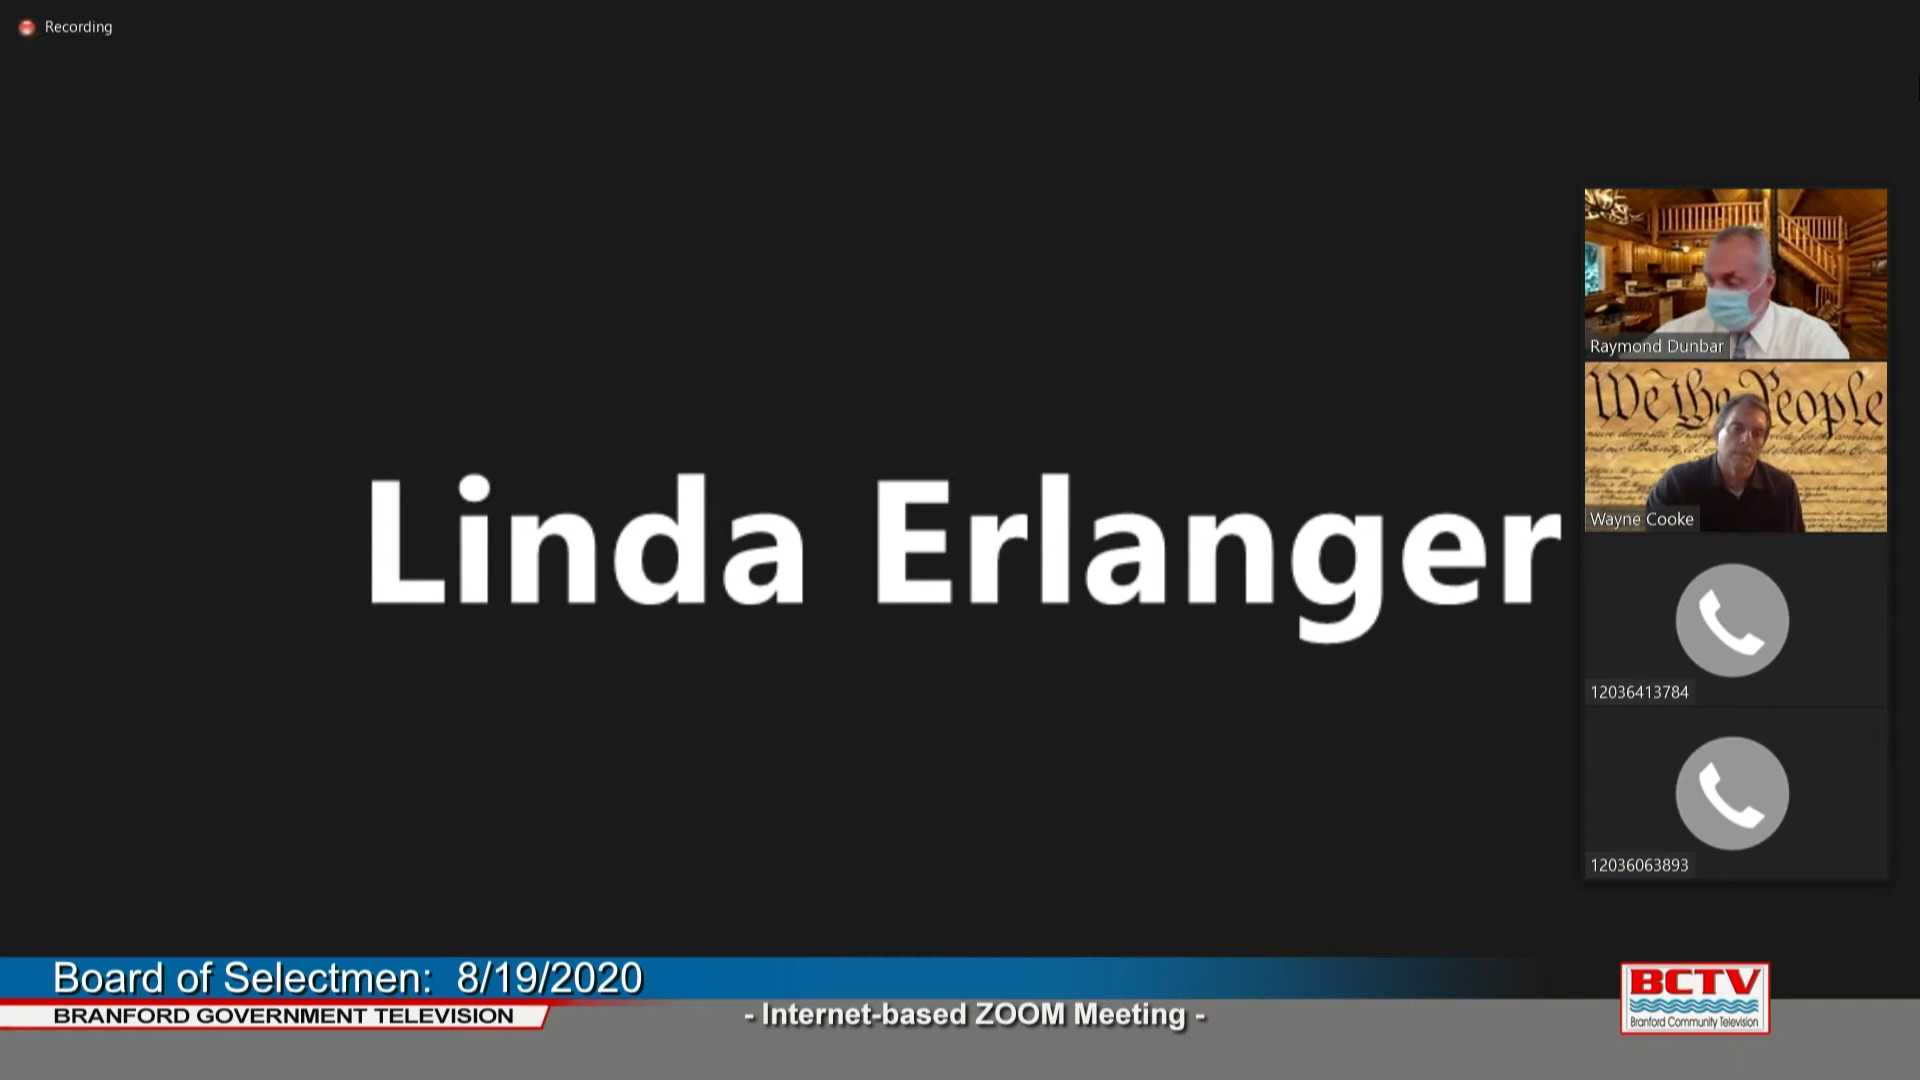 Recording
Linda Erlanger
Raymond Dunbar
We the People
Wayne Cooke
12036413784
12036063893
Board of Selectmen: 8/19/2020
BRANFORD GOVERNMENT TELEVISION
- Internet-based ZOOM Meeting -
BCTV
Branford Community Television